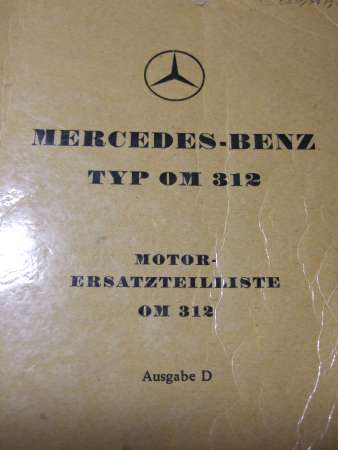 MERCEDES-BENZ
TYP OM 312
MOTOR-
ERSATZTEILLISTE
OM 312
Ausgabe D